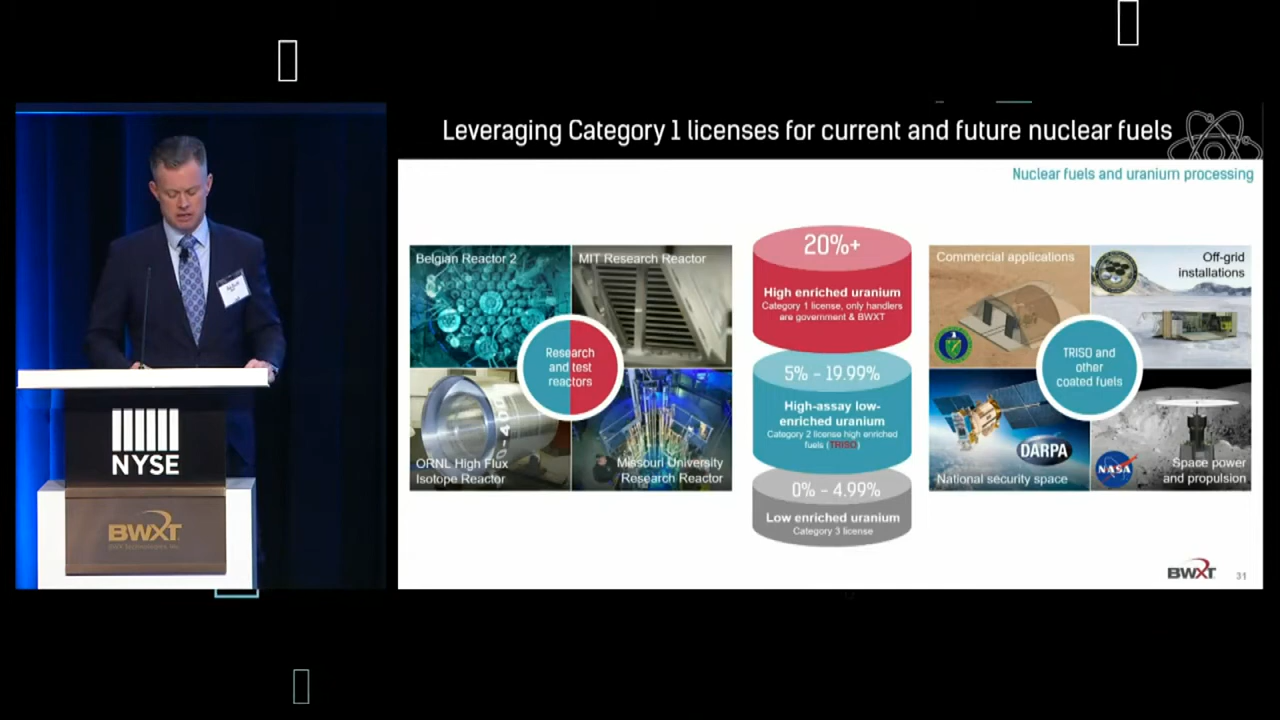 Leveraging Category 1 licenses for current and future nuclear fuels
Nuclear fuels and uranium processing
Belgian Reactor 2
MIT Research Reactor
Research
and test
reactors
ORNL High Flux
Isotope Reactor
Missouri University
Research Reactor
20%+
High enriched uranium
Category 1 license, only handlers
are government & BWXT
5% - 19.99%
High-assay low-
enriched uranium
Category 2 license high enriched
fuels (TRISO)
0% - 4.99%
Low enriched uranium
Category 3 license
Commercial applications
Off-grid
installations
TRISO and
other
coated fuels
DARPA
National security space
NASA
Space power
and propulsion
BWXT
31
NYSE
BWXT